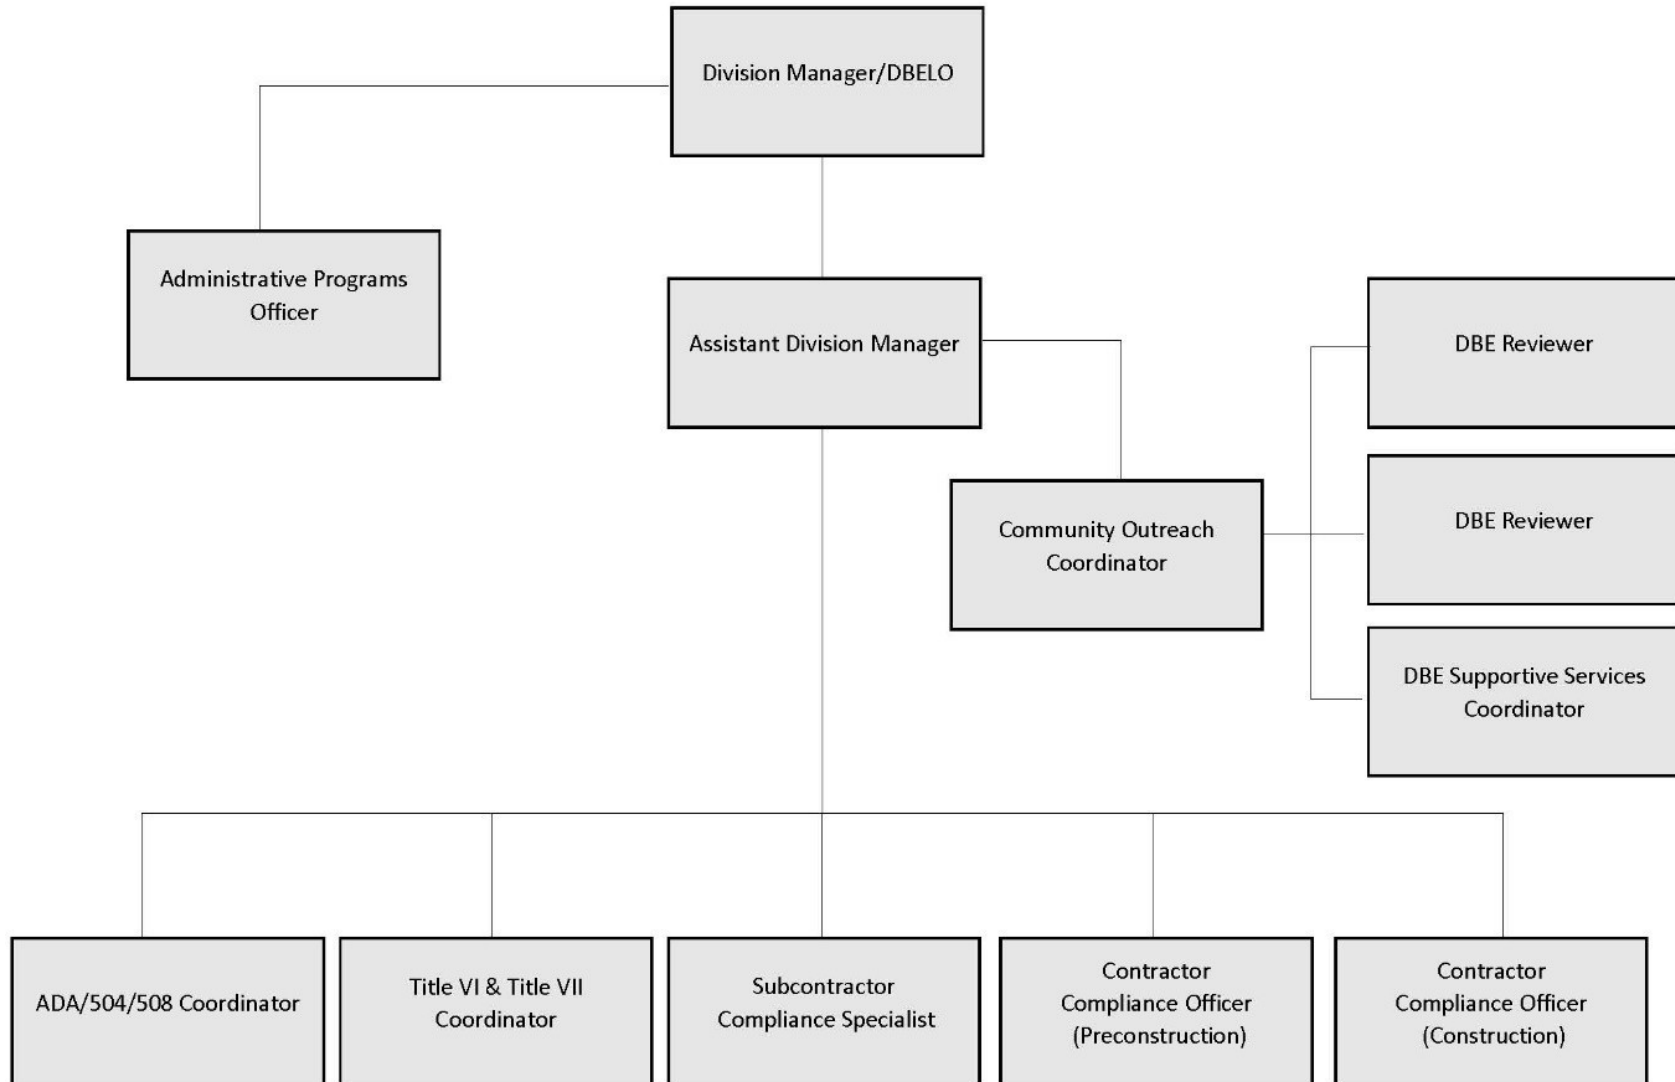 Division Manager/DBELO
Administrative Programs
Officer
Assistant Division Manager
DBE Reviewer
Community Outreach
Coordinator
DBE Reviewer
DBE Supportive Services
Coordinator
ADA/504/508 Coordinator
Title VI & Title VII
Coordinator
Subcontractor
Compliance Specialist
Contractor
Compliance Officer
(Preconstruction)
Contractor
Compliance Officer
(Construction)